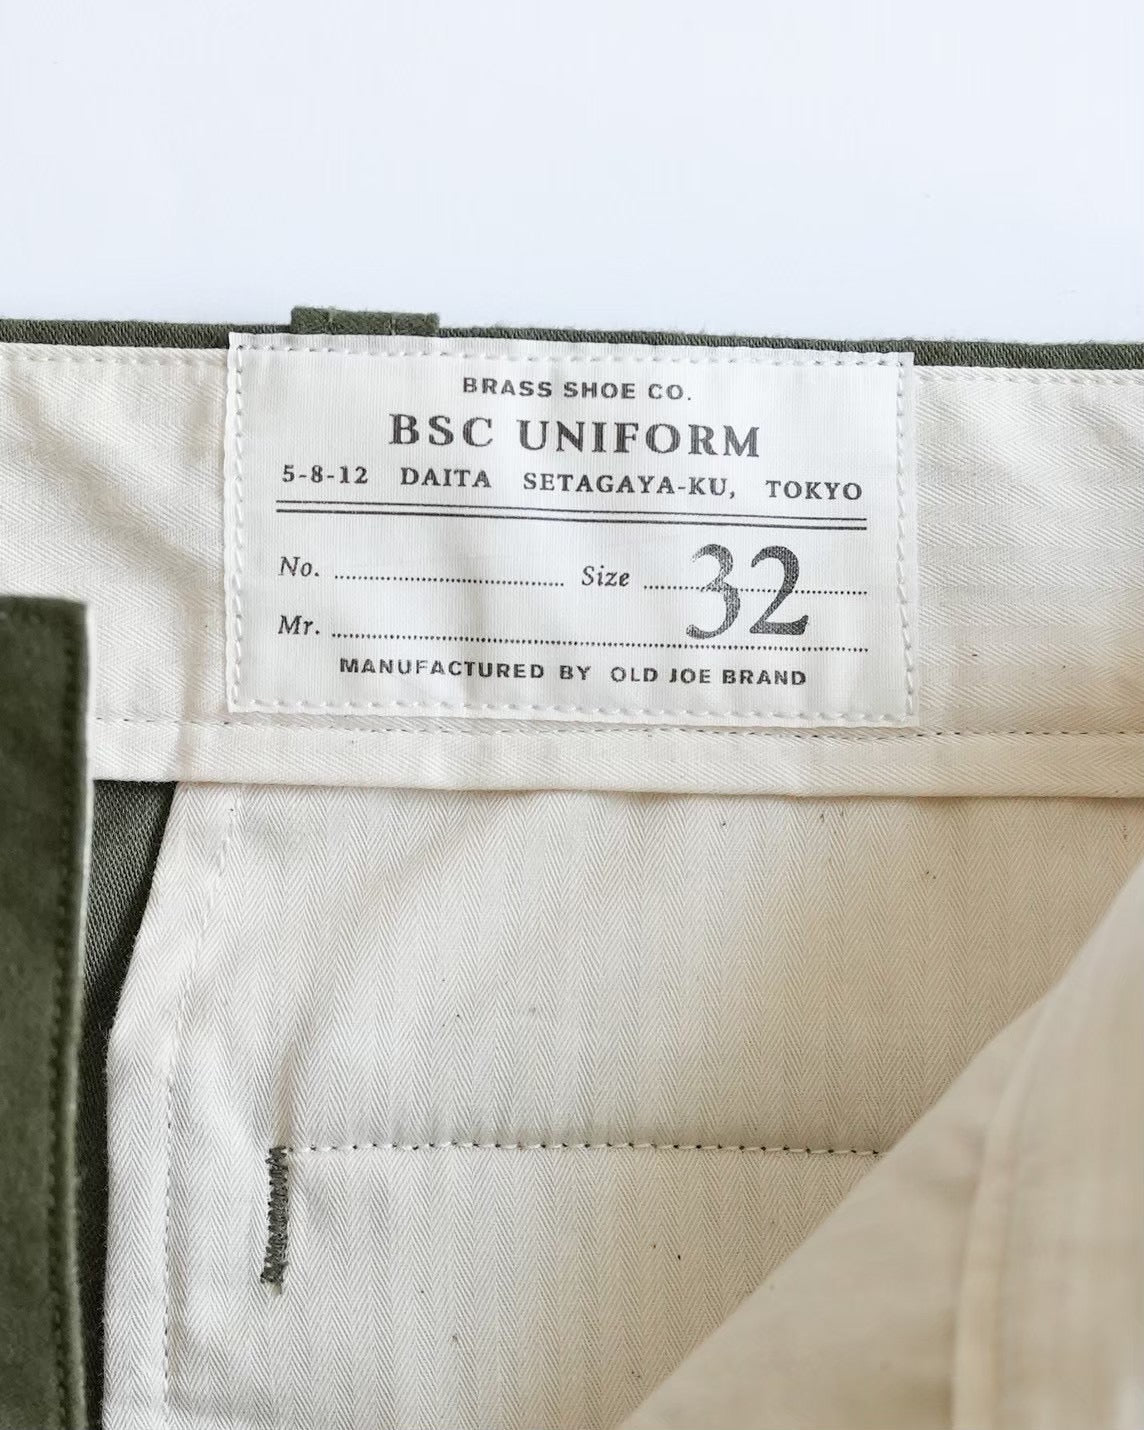 BRASS SHOE CO.
BSC UNIFORM
5-8-12 DAITA SETAGAYA-KU, TOKYO
No. Size 32
Mr.
MANUFACTURED BY OLD JOE BRAND